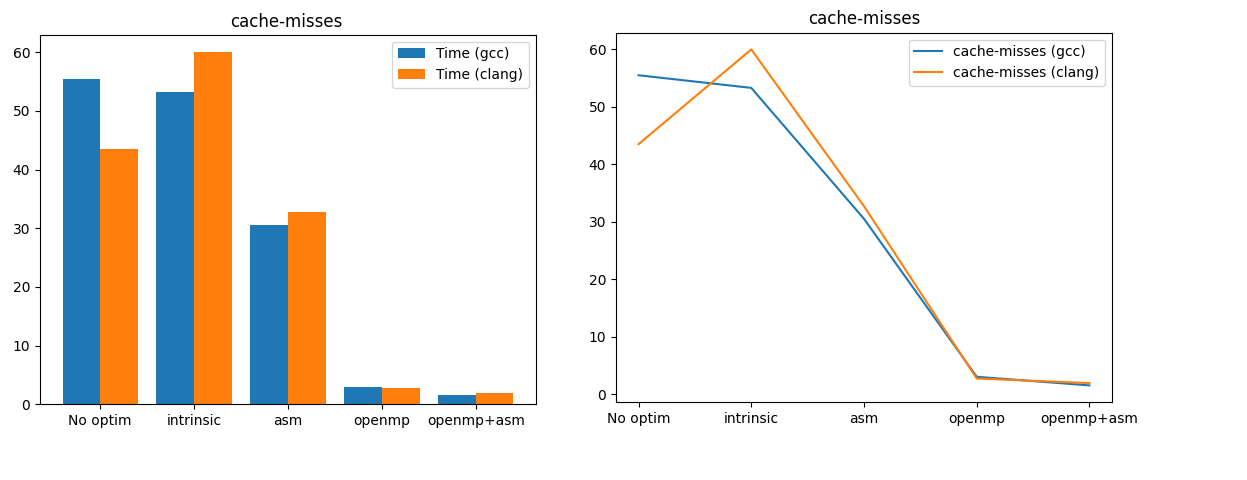 cache-misses
60
50
40
30
20
10
0
Time (gcc)
Time (clang)
No optim intrinsic asm openmp openmp+asm
cache-misses
60
50
40
30
20
10
0
cache-misses (gcc)
cache-misses (clang)
No optim intrinsic asm openmp openmp+asm